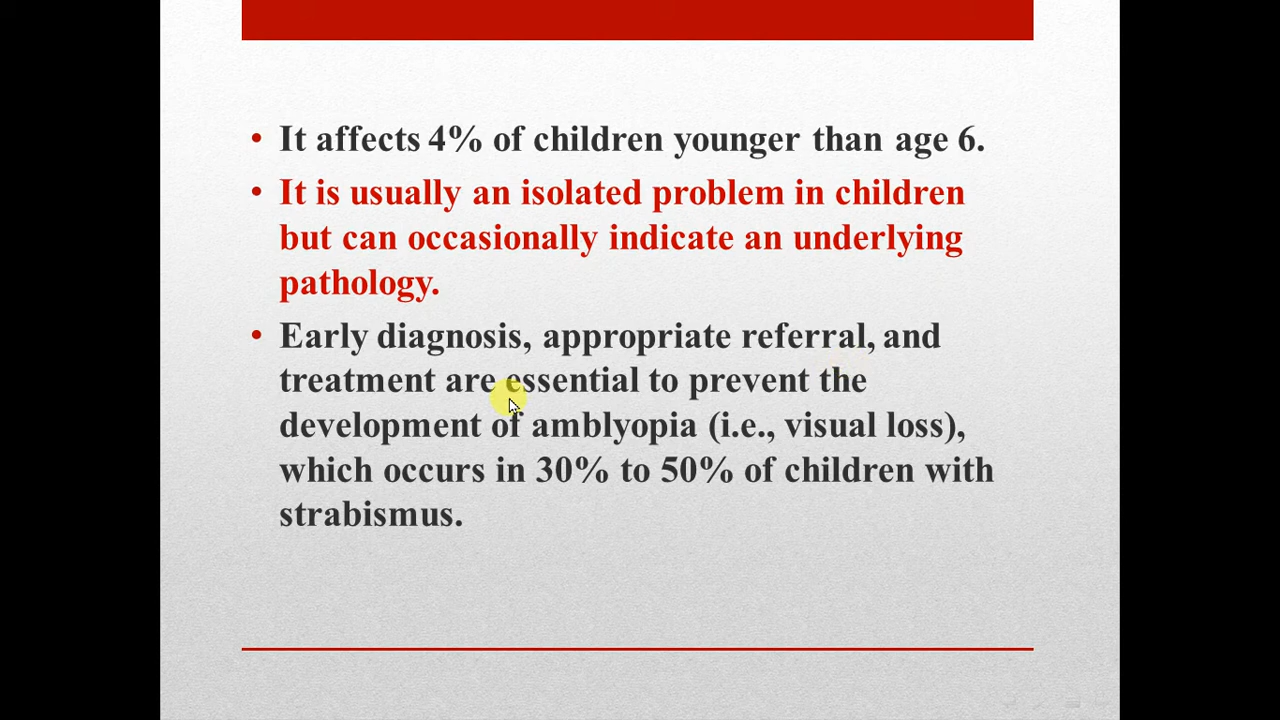 • It affects 4% of children younger than age 6.
• It is usually an isolated problem in children
but can occasionally indicate an underlying
pathology.
• Early diagnosis, appropriate referral, and
treatment are essential to prevent the
development of amblyopia (i.e., visual loss),
which occurs in 30% to 50% of children with
strabismus.